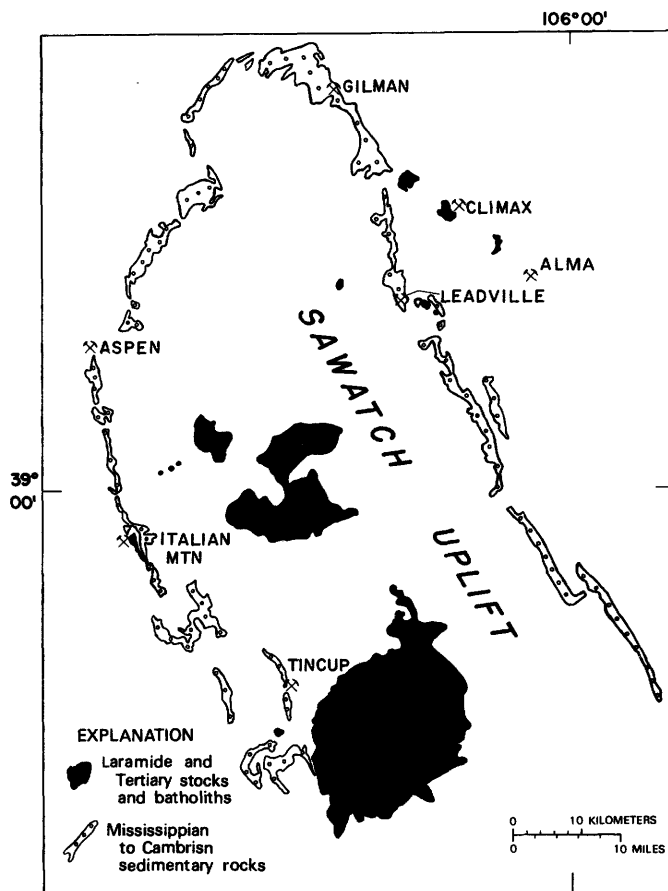 106°00'
GILMAN
CLIMAX
ALMA
LEADVILLE
ASPEN
SAWATCH
UPLIFT
39°
00'
ITALIAN
MTN
TINCUP
EXPLANATION
Laramide and
Tertiary stocks
and batholiths
Mississippian
to Cambrisn
sedimentary rocks
0 10 KILOMETERS
0 10 MILES